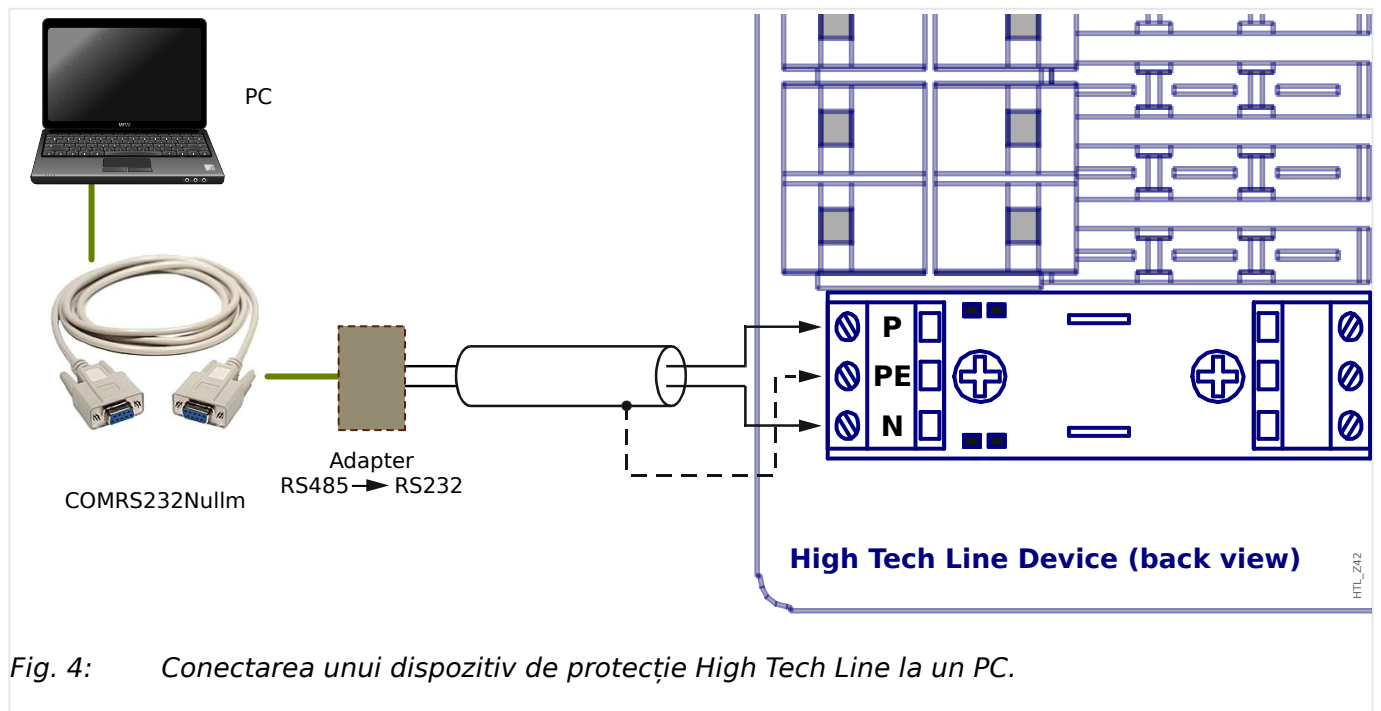 PC
COMRS232Nullm
Adapter
RS485 → RS232
P
PE
N
High Tech Line Device (back view)
HTL_Z42
Fig. 4: Conectarea unui dispozitiv de protecție High Tech Line la un PC.